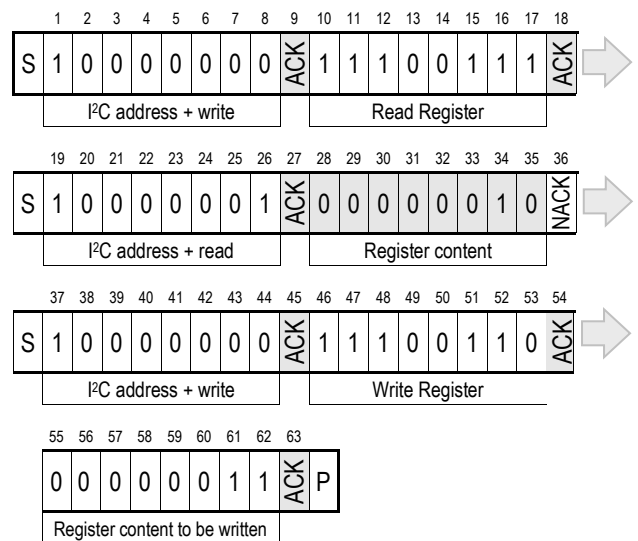 1 2 3 4 5 6 7 8 9 10 11 12 13 14 15 16 17 18
S 1 0 0 0 0 0 0 0 ACK 1 1 1 0 0 1 1 1 ACK
I²C address + write Read Register
19 20 21 22 23 24 25 26 27 28 29 30 31 32 33 34 35 36
S 1 0 0 0 0 0 0 1 ACK 0 0 0 0 0 0 1 0 NACK
I²C address + read Register content
37 38 39 40 41 42 43 44 45 46 47 48 49 50 51 52 53 54
S 1 0 0 0 0 0 0 0 ACK 1 1 1 0 0 1 1 0 ACK
I²C address + write Write Register
55 56 57 58 59 60 61 62 63
0 0 0 0 0 0 1 1 ACK P
Register content to be written